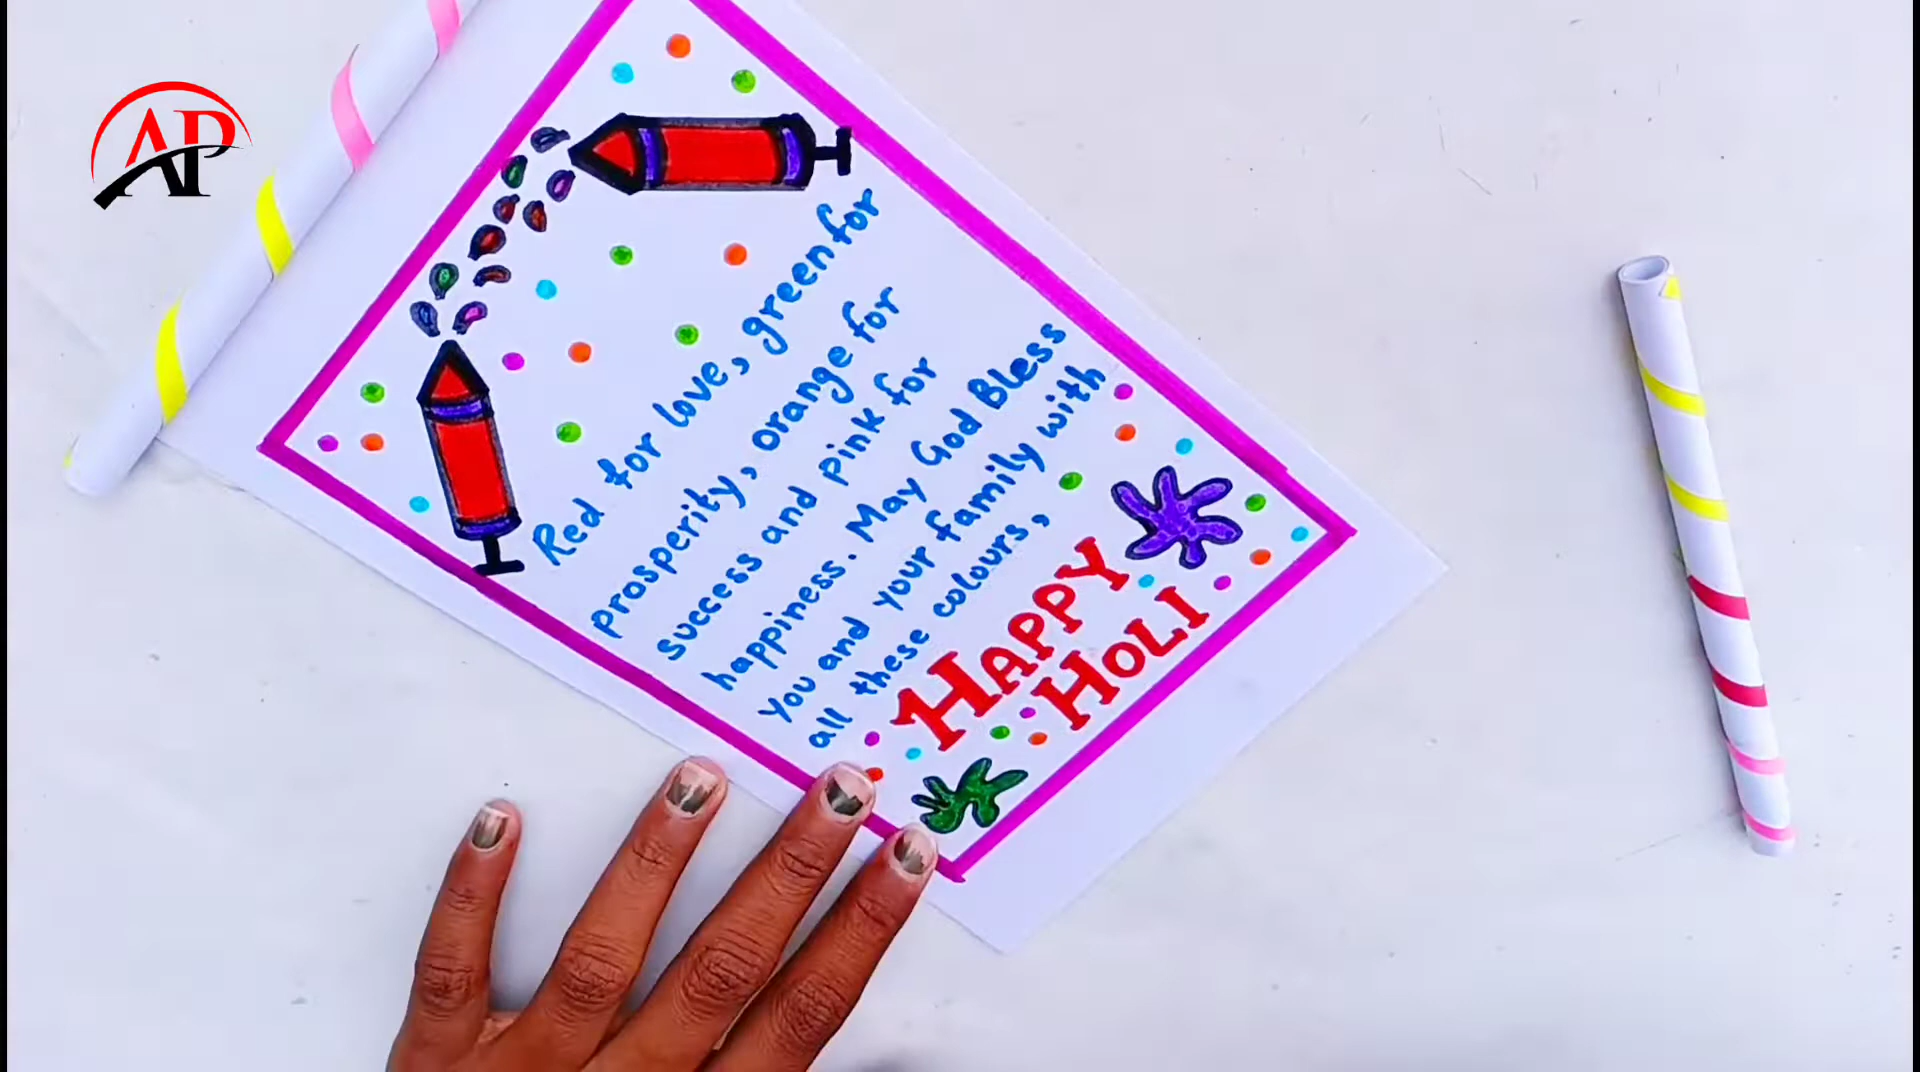 AP
Red for love, green for
prosperity, orange for
success and pink for
happiness. May God Bless
you and your family with
all these colours,
HAPPY
HOLI